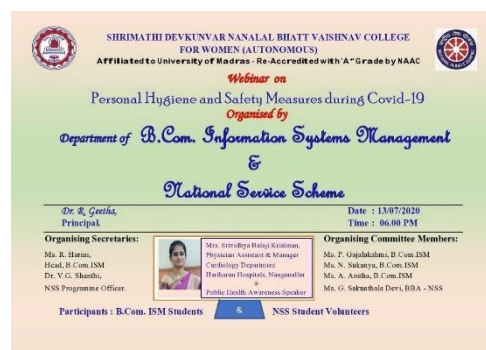 SHRIMATHI DEVKUNVAR NANALAL BHATT VAISHNAV COLLEGE
FOR WOMEN (AUTONOMOUS)
Affiliated to University of Madras - Re-Accredited with 'A+' Grade by NAAC
Webinar on
Personal Hygiene and Safety Measures during Covid-19
Organised by
Department of B.Com. Information Systems Management
&
National Service Scheme
Dr. R. Geetha,
Principal.
Date : 13/07/2020
Time : 06.00 PM
Organising Secretaries:
Ms. R. Harini,
Head, B.Com.ISM
Dr. V.G. Shanthi,
NSS Programme Officer.
Mrs. Srividhya Balaji Krishnan,
Physician Assistant & Manager
Cardiology Department
Hariharan Hospitals, Nanganallur
&
Public Health Awareness Speaker
Organising Committee Members:
Ms. P. Gajalakshmi, B.Com.ISM
Ms. N. Sukanya, B.Com.ISM
Ms. A. Anitha, B.Com.ISM
Ms. G. Sakunthala Devi, BBA - NSS
Participants : B.Com. ISM Students & NSS Student Volunteers